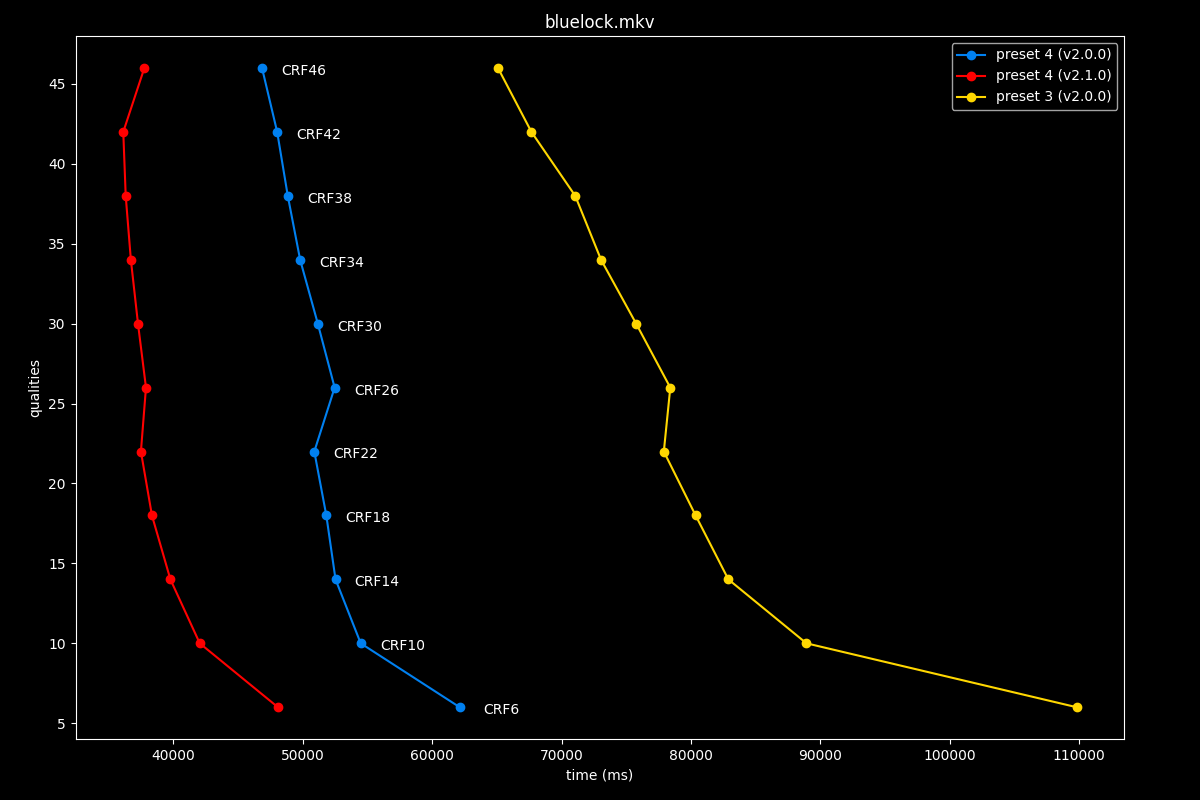 bluelock.mkv
preset 4 (v2.0.0)
preset 4 (v2.1.0)
preset 3 (v2.0.0)
CRF46
CRF42
CRF38
CRF34
CRF30
CRF26
CRF22
CRF18
CRF14
CRF10
CRF6
45
40
35
30
25
20
15
10
5
qualities
40000 50000 60000 70000 80000 90000 100000 110000
time (ms)